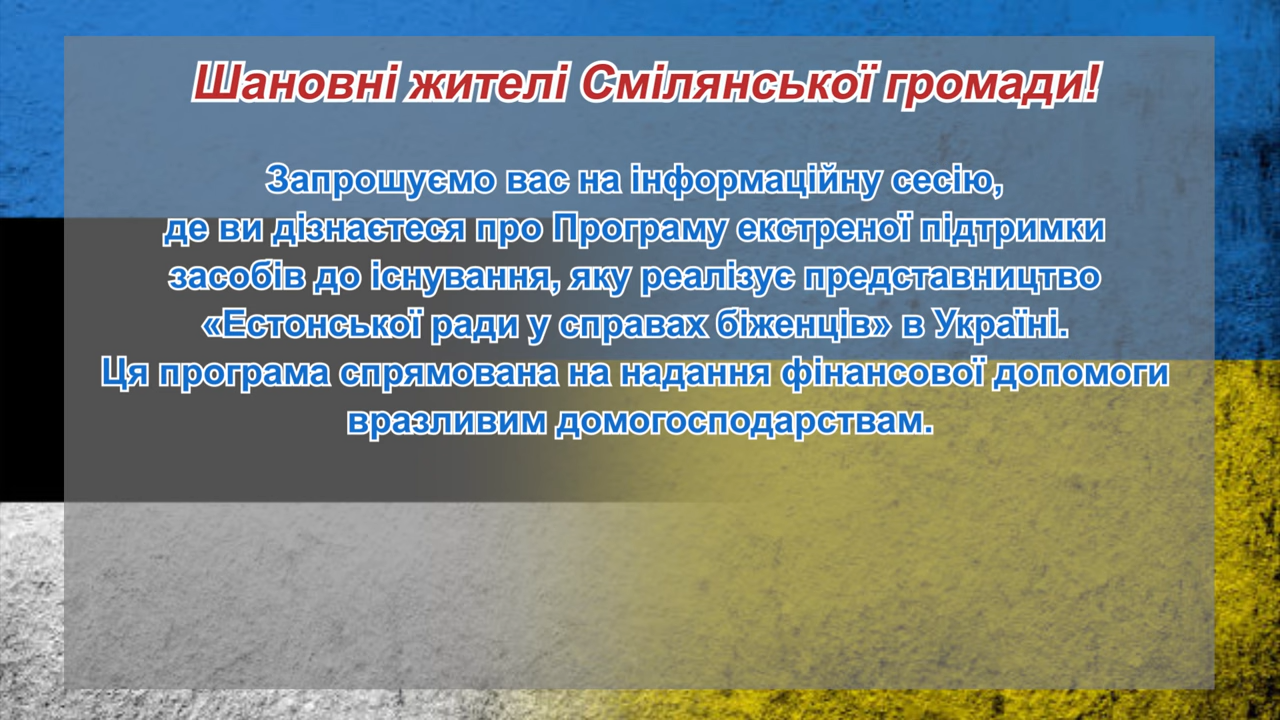 Шановні жителі Смілянської громади!
Запрошуємо вас на інформаційну сесію,
де ви дізнаєтеся про Програму екстреної підтримки
засобів до існування, яку реалізує представництво
«Естонської ради у справах біженців» в Україні.
Ця програма спрямована на надання фінансової допомоги
вразливим домогосподарствам.